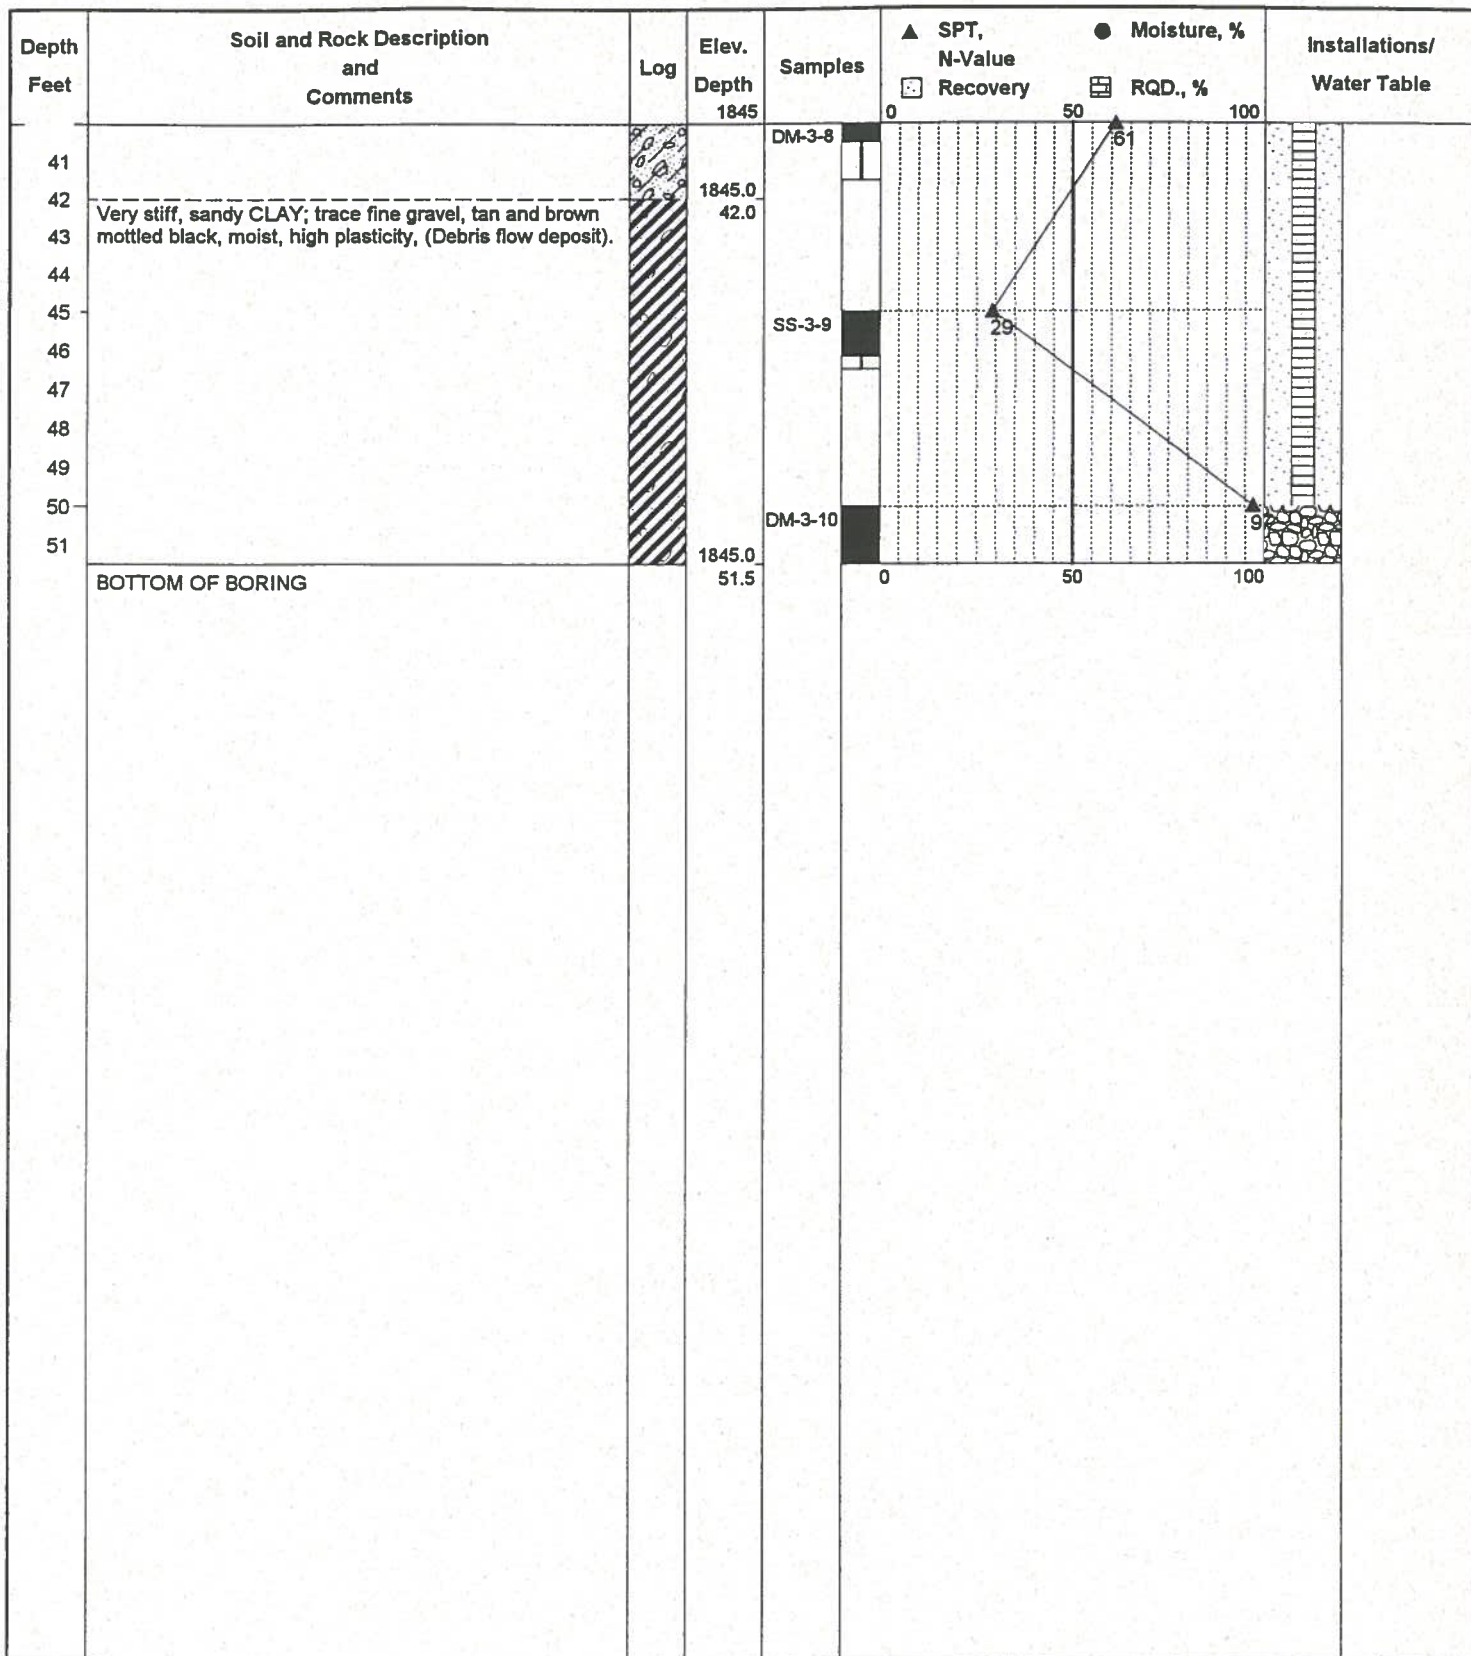 Depth
Feet
Soil and Rock Description
and
Comments
Log
Elev.
Depth
1845
Samples
▲ SPT,
N-Value
● Moisture, %
Recovery
RQD., %
Installations/
Water Table
0 50 100
DM-3-8
61
41
42
1845.0
42.0
Very stiff, sandy CLAY; trace fine gravel, tan and brown
mottled black, moist, high plasticity, (Debris flow deposit).
43
44
45
SS-3-9
29
46
47
48
49
50
DM-3-10
51
1845.0
51.5
BOTTOM OF BORING
0 50 100